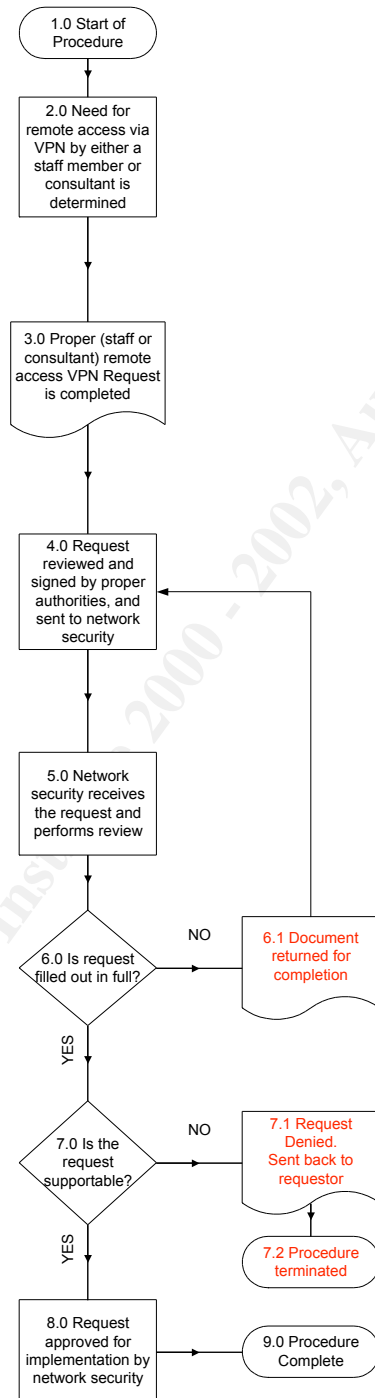 1.0 Start of
Procedure
2.0 Need for
remote access via
VPN by either a
staff member or
consultant is
determined
3.0 Proper (staff or
consultant) remote
access VPN Request
is completed
4.0 Request
reviewed and
signed by proper
authorities, and
sent to network
security
5.0 Network
security receives
the request and
performs review
6.0 Is request
filled out in full?
NO
6.1 Document
returned for
completion
YES
7.0 Is the
request
supportable?
NO
7.1 Request
Denied.
Sent back to
requestor
7.2 Procedure
terminated
YES
8.0 Request
approved for
implementation by
network security
9.0 Procedure
Complete
2000 - 2002,